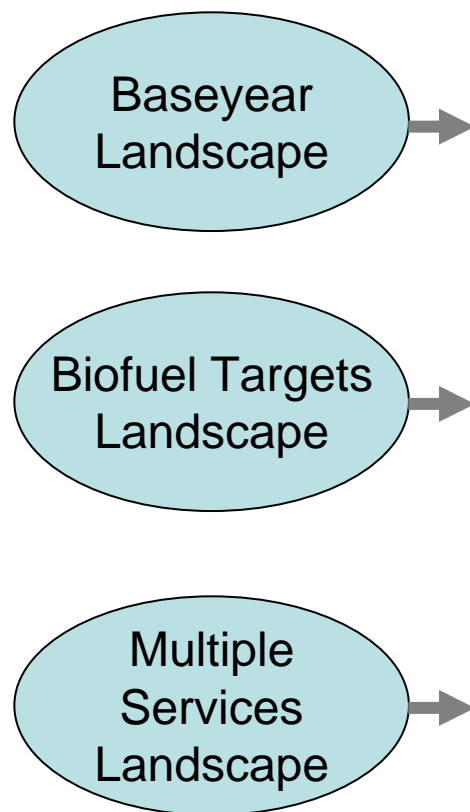 Baseyear
Landscape
Biofuel Targets
Landscape
Multiple
Services
Landscape